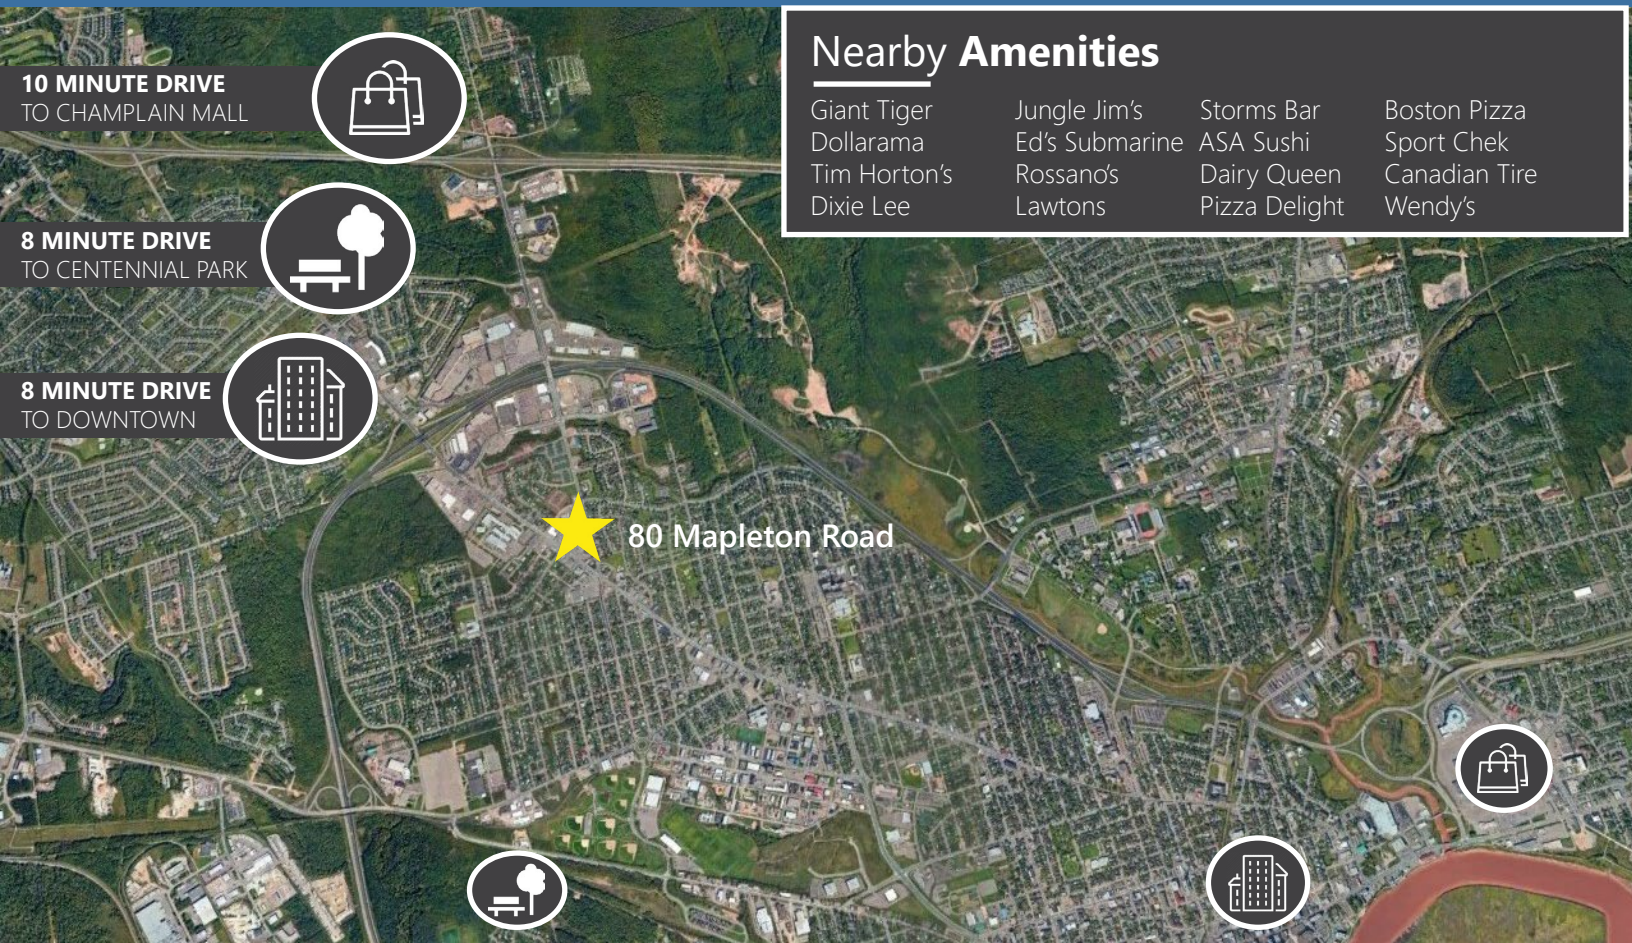 10 MINUTE DRIVE
TO CHAMPLAIN MALL
8 MINUTE DRIVE
TO CENTENNIAL PARK
8 MINUTE DRIVE
TO DOWNTOWN
Nearby Amenities
Giant Tiger
Dollarama
Tim Horton's
Dixie Lee
Jungle Jim's
Ed's Submarine
Rossano's
Lawtons
Storms Bar
ASA Sushi
Dairy Queen
Pizza Delight
Boston Pizza
Sport Chek
Canadian Tire
Wendy's
80 Mapleton Road